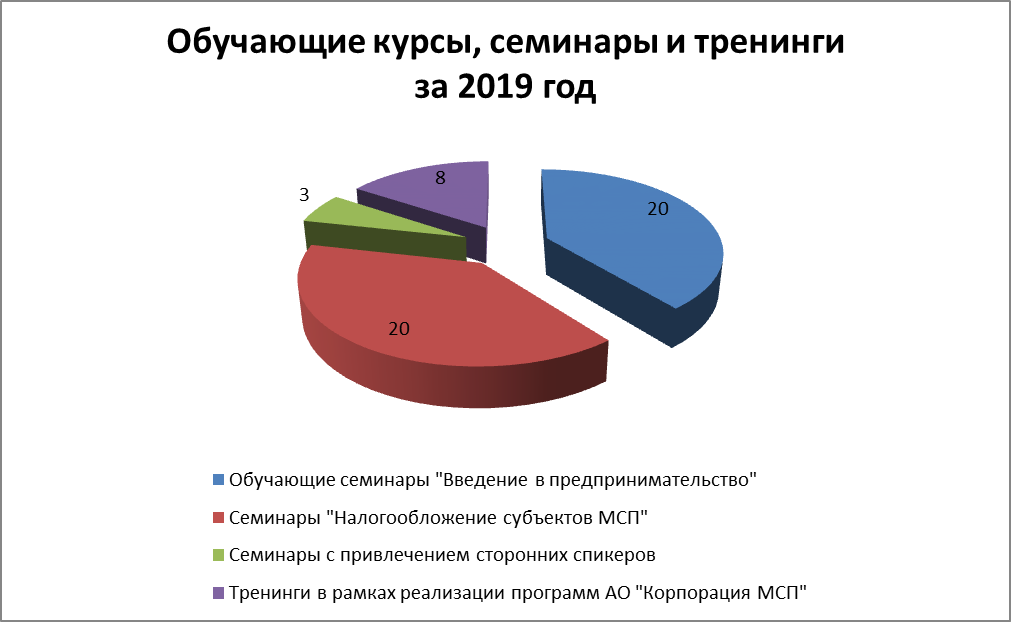 Обучающие курсы, семинары и тренинги
за 2019 год
8
20
3
20
Обучающие семинары "Введение в предпринимательство"
Семинары "Налогообложение субъектов МСП"
Семинары с привлечением сторонних спикеров
Тренинги в рамках реализации программ АО "Корпорация МСП"